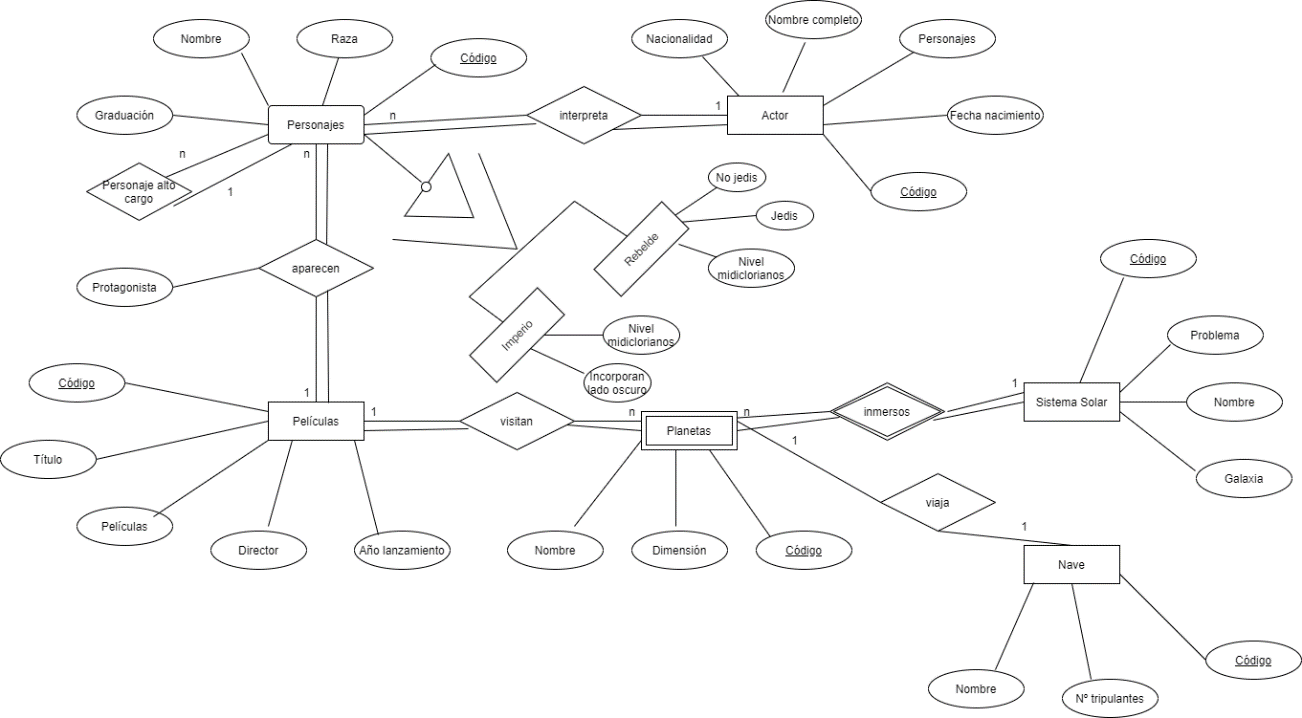 Nombre completo
Nombre
Raza
Nacionalidad
Personajes
Código
Graduación
Personajes
n
interpreta
1
Actor
Fecha nacimiento
n
n
Personaje alto
cargo
1
No jedis
Código
Jedis
Rebelde
Nivel
midiclorianos
aparecen
Protagonista
Código
Imperio
Nivel
midiclorianos
Problema
Incorporan
lado oscuro
Código
1
Películas
1
visitan
n
Planetas
n
inmersos
1
Sistema Solar
Nombre
1
Título
Galaxia
viaja
Películas
1
Director
Año lanzamiento
Nombre
Dimensión
Código
Nave
Código
Nombre
Nº tripulantes